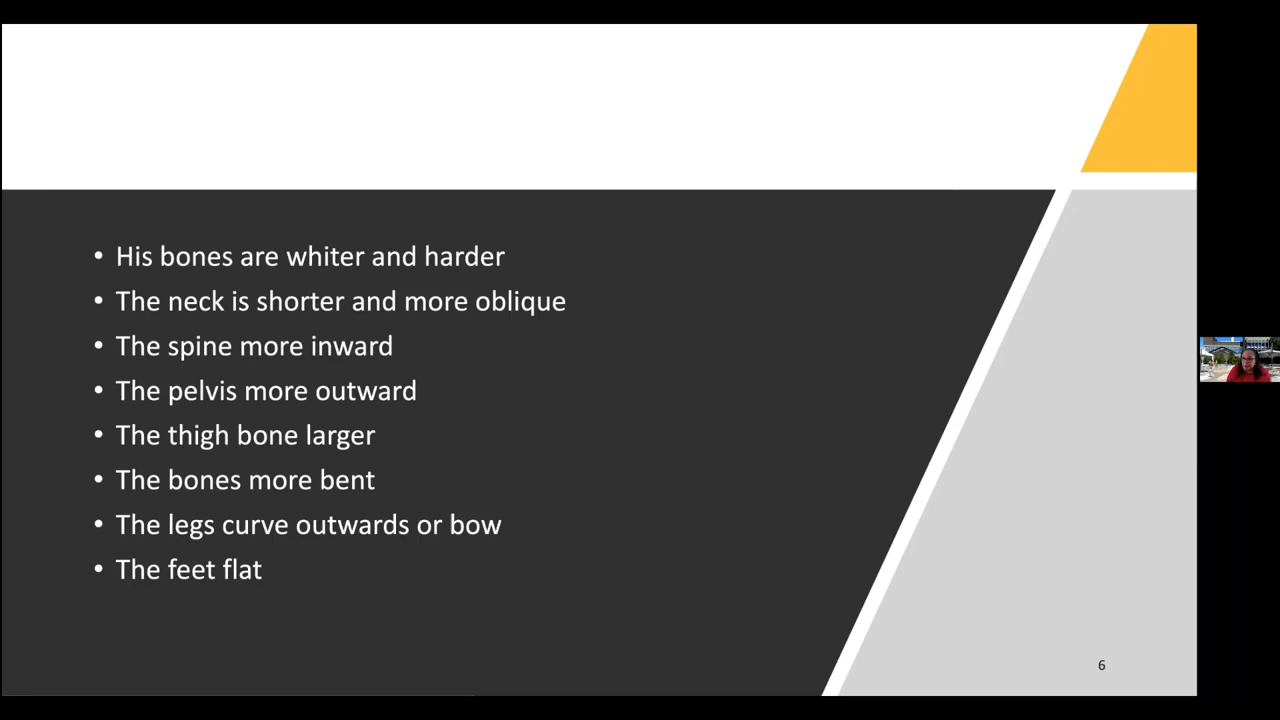 • His bones are whiter and harder
• The neck is shorter and more oblique
• The spine more inward
• The pelvis more outward
• The thigh bone larger
• The bones more bent
• The legs curve outwards or bow
• The feet flat
6